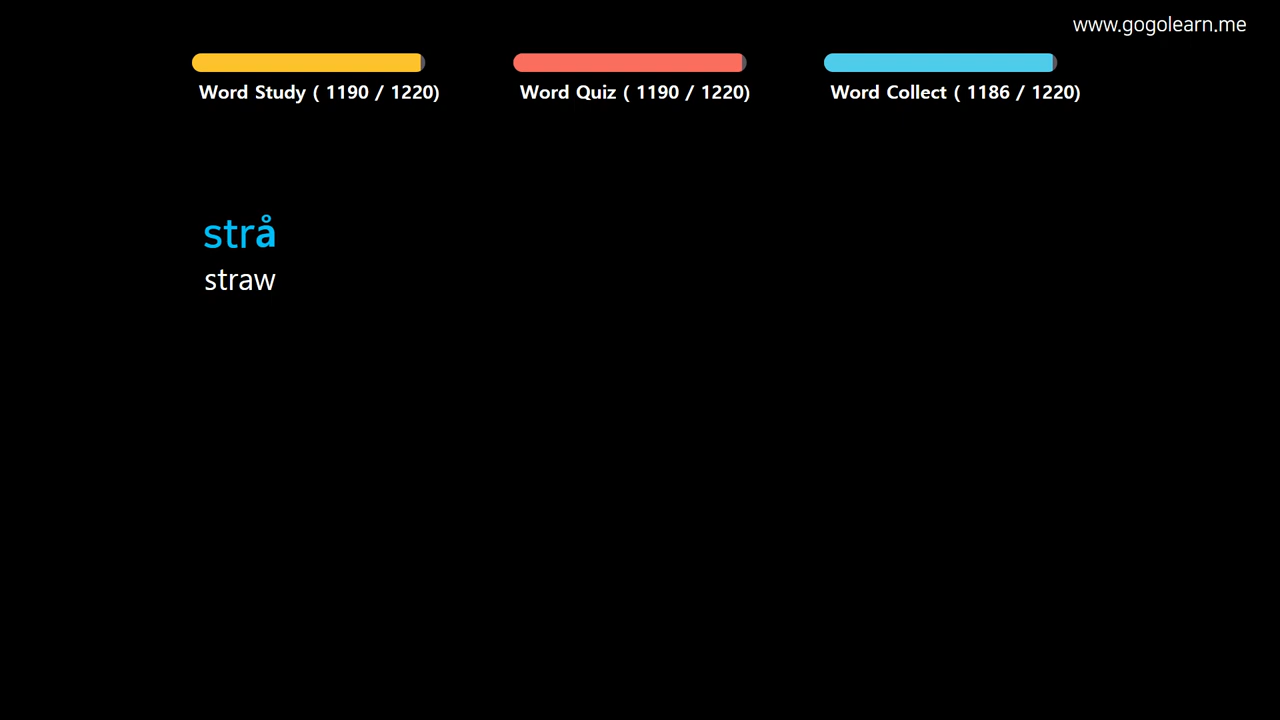 www.gogolearn.me
Word Study ( 1190 / 1220)
Word Quiz ( 1190 / 1220)
Word Collect ( 1186 / 1220)
strå
straw